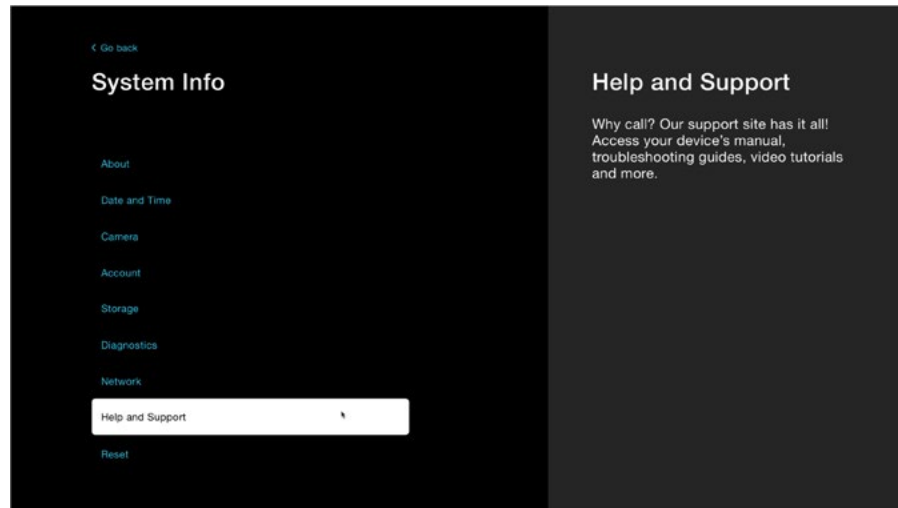 Go back
System Info
About
Date and Time
Camera
Account
Storage
Diagnostics
Network
Help and Support
Reset
Help and Support
Why call? Our support site has it all!
Access your device's manual,
troubleshooting guides, video tutorials
and more.